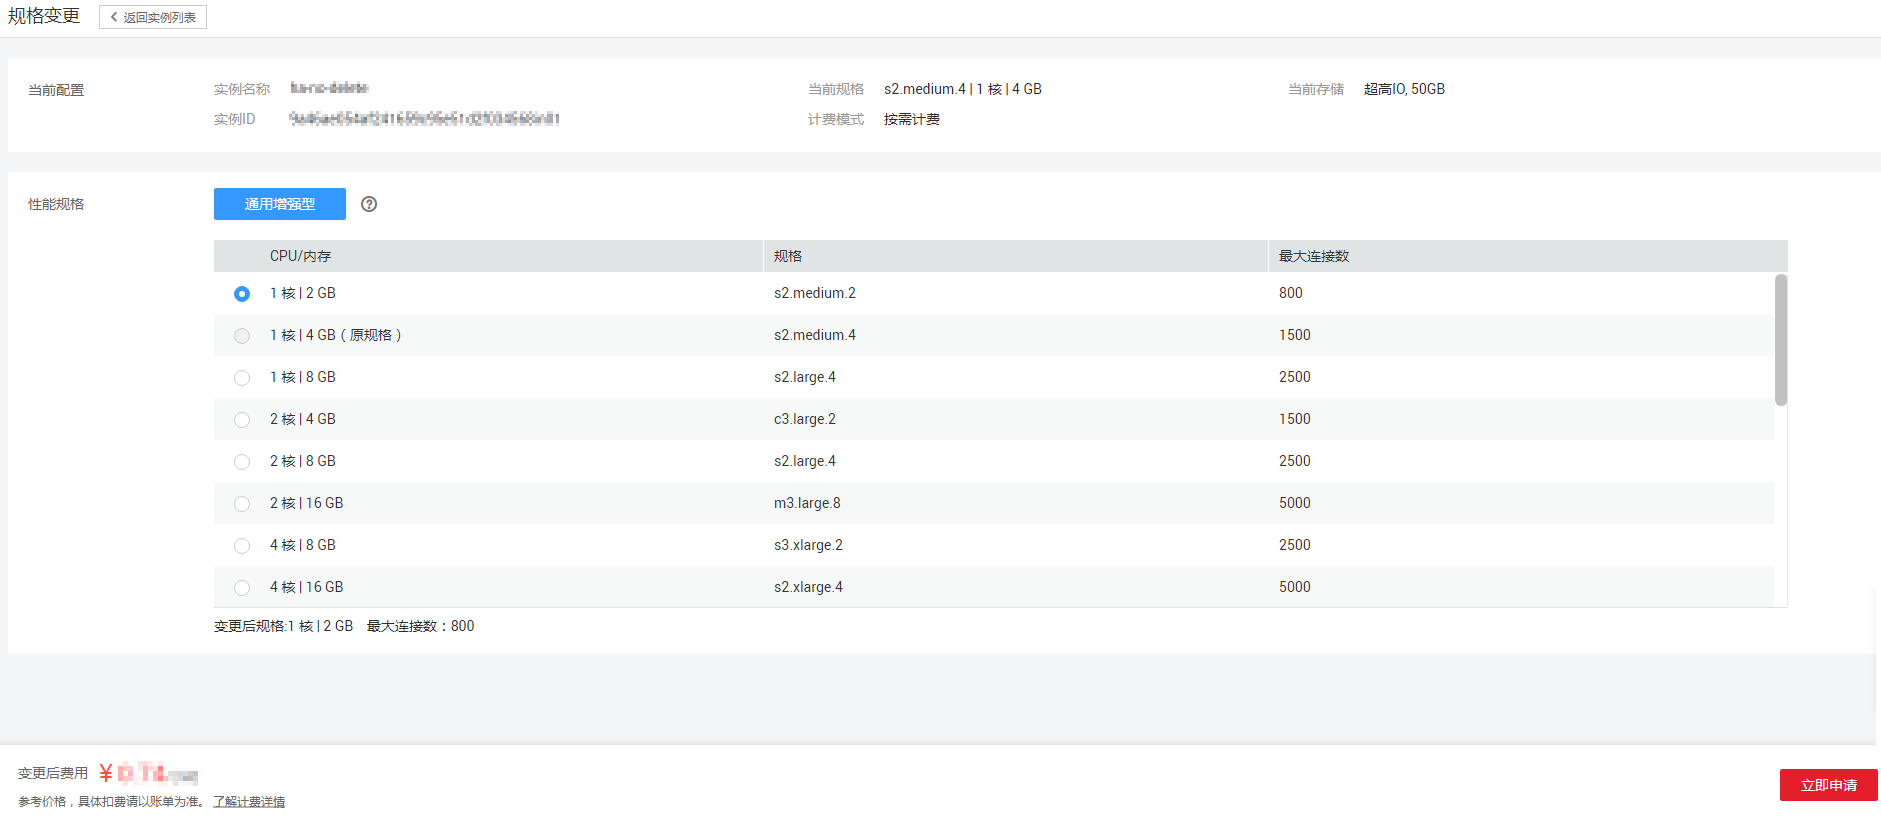 规格变更 返回实例列表
当前配置 实例名称 当前规格 s2.medium.4 | 1 核 | 4 GB 当前存储 超高IO, 50GB
实例ID 计费模式 按需计费
性能规格 通用增强型 ?
CPU/内存 规格 最大连接数
1 核 | 2 GB s2.medium.2 800
1 核 | 4 GB（原规格） s2.medium.4 1500
1 核 | 8 GB s2.large.4 2500
2 核 | 4 GB c3.large.2 1500
2 核 | 8 GB s2.large.4 2500
2 核 | 16 GB m3.large.8 5000
4 核 | 8 GB s3.xlarge.2 2500
4 核 | 16 GB s2.xlarge.4 5000
变更后规格:1 核 | 2 GB 最大连接数：800
变更后费用 ¥
参考价格，具体扣费请以账单为准。 了解计费详情
立即申请